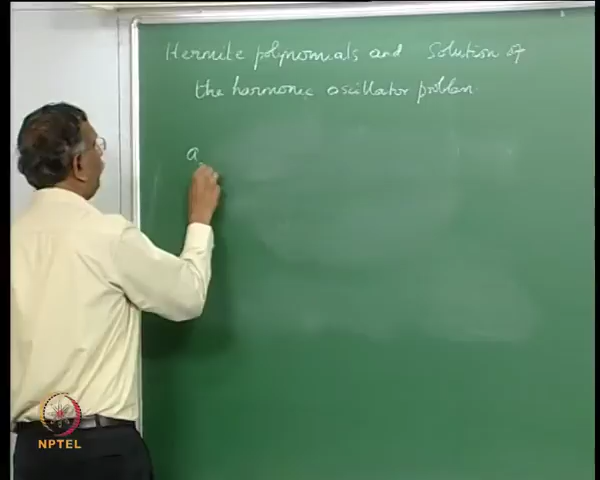 Hermite polynomials and Solution of
the harmonic oscillator problem.
a
NPTEL